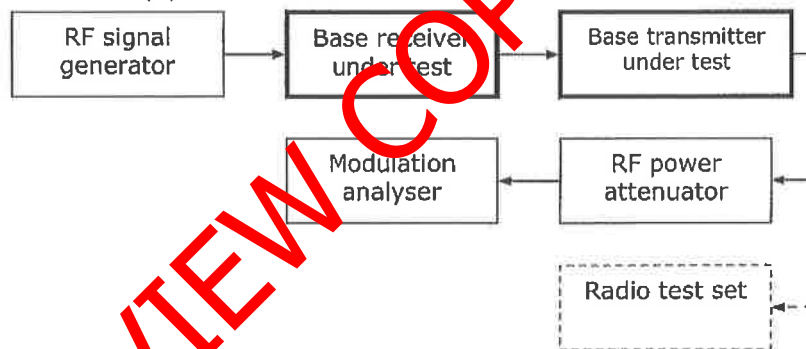 RF signal
generator
Base receiver
under test
Base transmitter
under test
Modulation
analyser
RF power
attenuator
Radio test set
VIEW COP